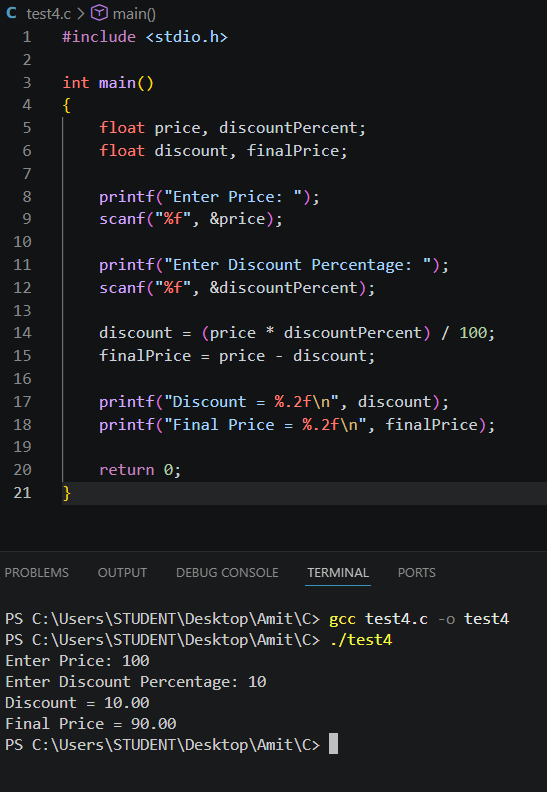 C test4.c > main()
1 #include <stdio.h>
2
3 int main()
4 {
5     float price, discountPercent;
6     float discount, finalPrice;
7
8     printf("Enter Price: ");
9     scanf("%f", &price);
10
11     printf("Enter Discount Percentage: ");
12     scanf("%f", &discountPercent);
13
14     discount = (price * discountPercent) / 100;
15     finalPrice = price - discount;
16
17     printf("Discount = %.2f\n", discount);
18     printf("Final Price = %.2f\n", finalPrice);
19
20     return 0;
21 }
PROBLEMS OUTPUT DEBUG CONSOLE TERMINAL PORTS
PS C:\Users\STUDENT\Desktop\Amit\C> gcc test4.c -o test4
PS C:\Users\STUDENT\Desktop\Amit\C> ./test4
Enter Price: 100
Enter Discount Percentage: 10
Discount = 10.00
Final Price = 90.00
PS C:\Users\STUDENT\Desktop\Amit\C>